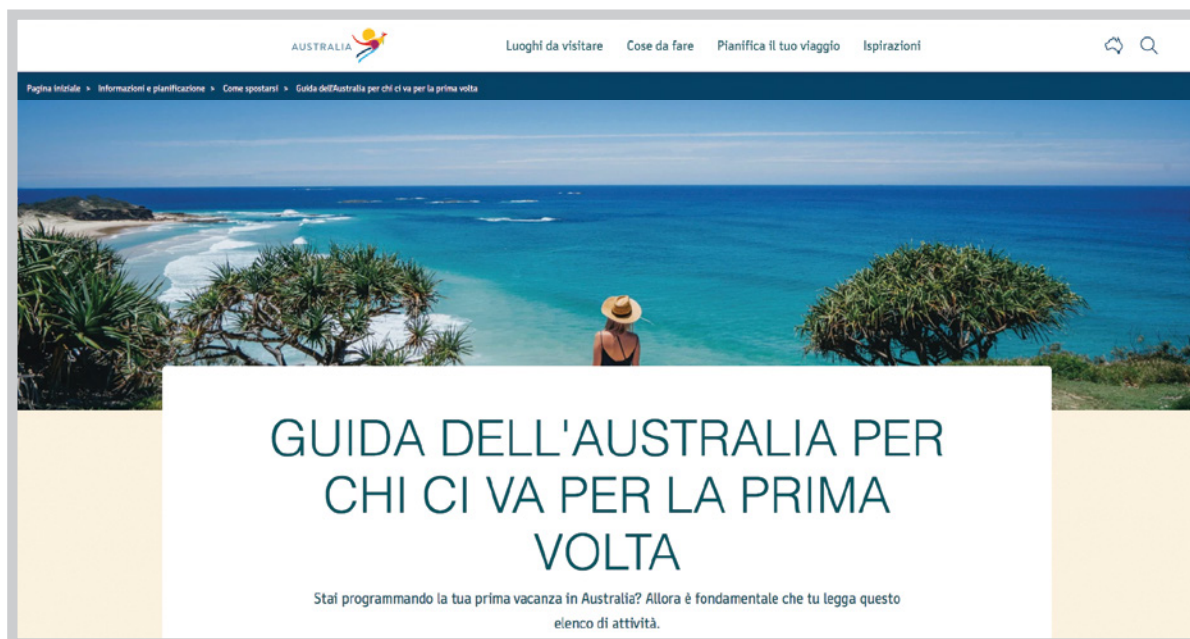 AUSTRALIA
Luoghi da visitare Cose da fare Pianifica il tuo viaggio Ispirazioni
Pagina iniziale > Informazioni e pianificazione > Come spostarsi > Guida dell'Australia per chi ci va per la prima volta
GUIDA DELL'AUSTRALIA PER
CHI CI VA PER LA PRIMA
VOLTA
Stai programmando la tua prima vacanza in Australia? Allora è fondamentale che tu legga questo
elenco di attività.